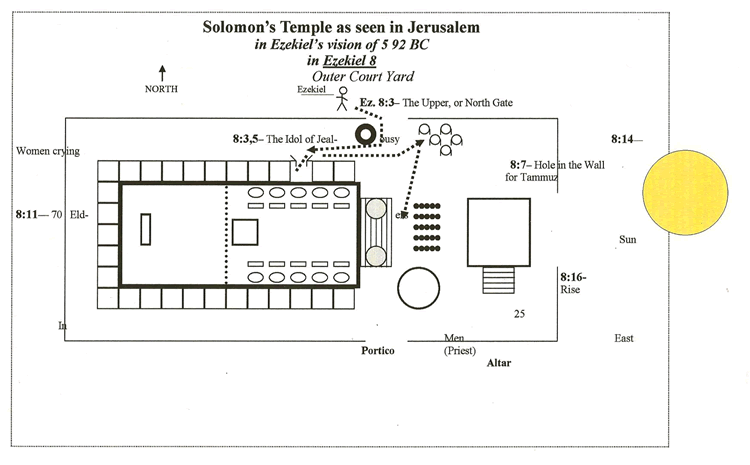 Solomon's Temple as seen in Jerusalem
in Ezekiel's vision of 5 92 BC
in Ezekiel 8
Outer Court Yard
NORTH
Ezekiel
Ez. 8:3– The Upper, or North Gate
8:3,5– The Idol of Jeal-
ousy
8:14—
Women crying
8:7– Hole in the Wall
for Tammuz
8:11— 70
Eld-
ers
Sun
8:16-
Rise
25
In
Men
(Priest)
East
Portico
Altar